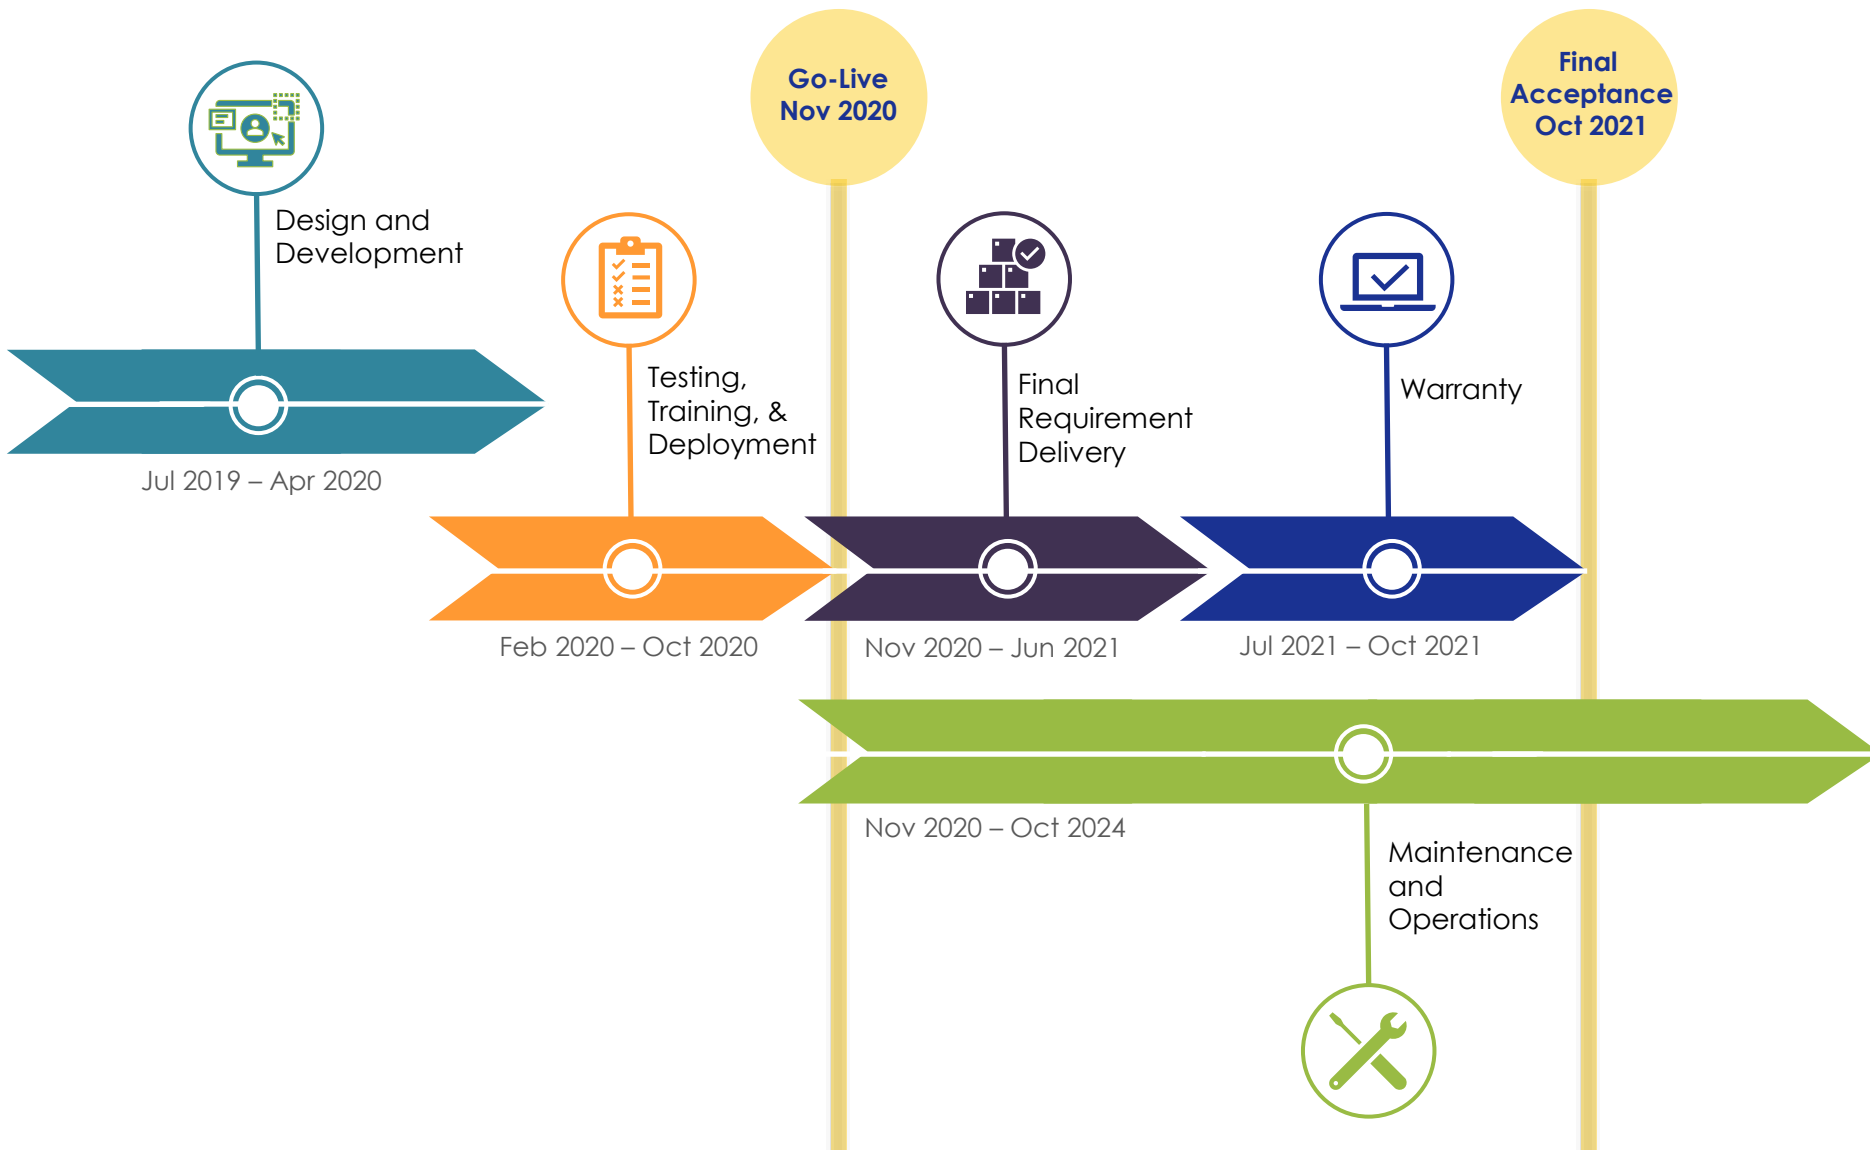 Go-Live
Nov 2020
Final
Acceptance
Oct 2021
Design and
Development
Jul 2019 – Apr 2020
Testing,
Training, &
Deployment
Feb 2020 – Oct 2020
Final
Requirement
Delivery
Nov 2020 – Jun 2021
Warranty
Jul 2021 – Oct 2021
Nov 2020 – Oct 2024
Maintenance
and
Operations